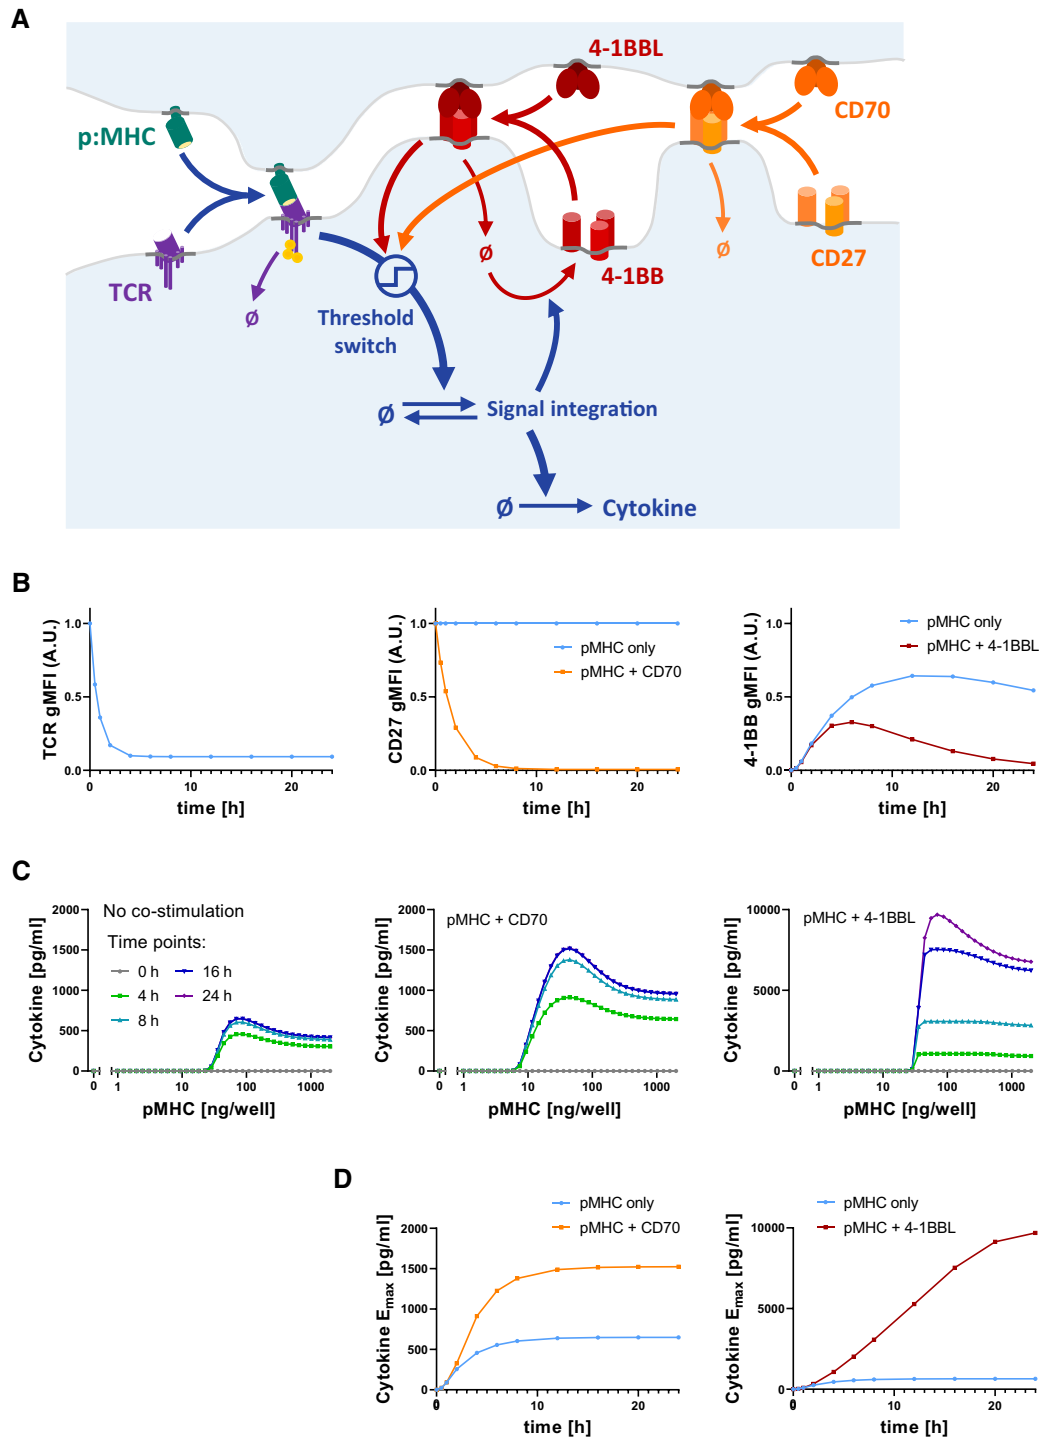 A
4-1BBL
CD70
p:MHC
TCR
Ø
Ø
4-1BB
Ø
CD27
Threshold
switch
Ø
Signal integration
Ø
Cytokine
B
TCR gMFI (A.U.)
1.0
0.5
0.0
0
10
20
time [h]
CD27 gMFI (A.U.)
1.0
0.5
0.0
0
10
20
time [h]
pMHC only
pMHC + CD70
4-1BB gMFI (A.U.)
1.0
0.5
0.0
0
10
20
time [h]
pMHC only
pMHC + 4-1BBL
C
Cytokine [pg/ml]
2000
1500
1000
500
0
No co-stimulation
Time points:
0 h
16 h
4 h
24 h
8 h
0
1
10
100
1000
pMHC [ng/well]
Cytokine [pg/ml]
2000
1500
1000
500
0
pMHC + CD70
0
1
10
100
1000
pMHC [ng/well]
Cytokine [pg/ml]
10000
5000
0
pMHC + 4-1BBL
0
1
10
100
1000
pMHC [ng/well]
D
Cytokine Emax [pg/ml]
2000
1500
1000
500
0
pMHC only
pMHC + CD70
0
10
20
time [h]
Cytokine Emax [pg/ml]
10000
5000
0
pMHC only
pMHC + 4-1BBL
0
10
20
time [h]